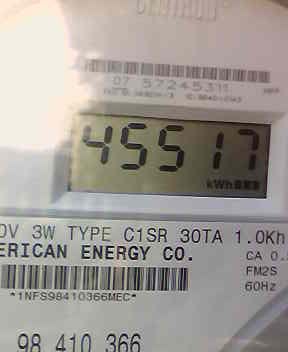 CENTRON®
07 57245311
45517
kWh
0V 3W TYPE C1SR 30TA 1.0Kh
ERICAN ENERGY CO.
CA 0.
FM2S
*1NFS98410366MEC*
60Hz
98 410 366